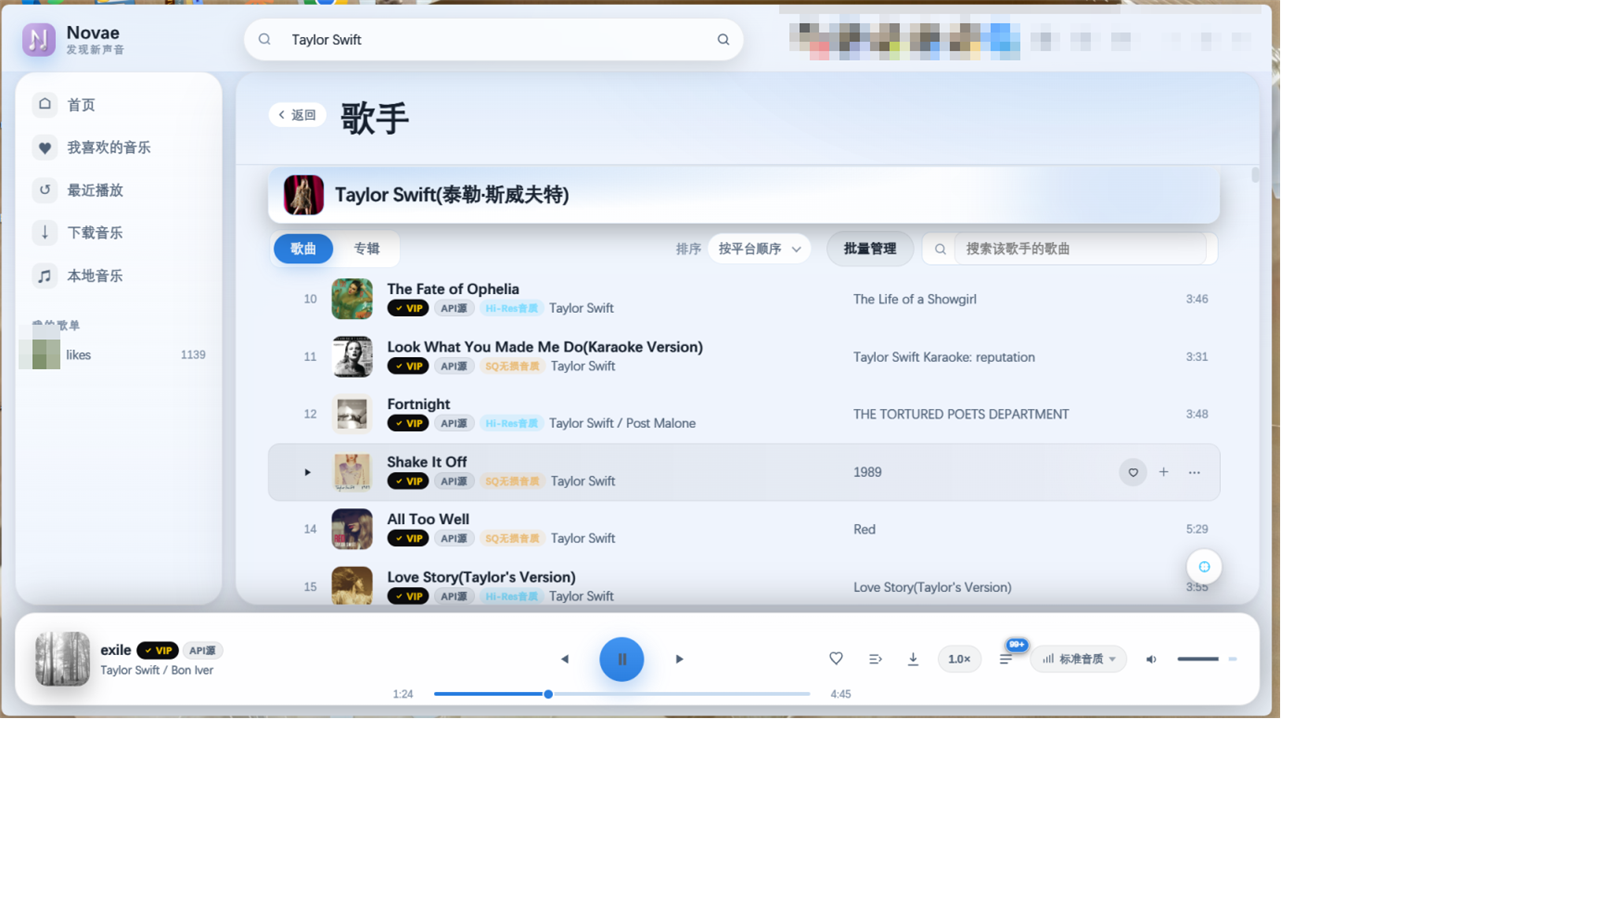 Novae
发现新声音
Taylor Swift
首页
我喜欢的音乐
最近播放
下载音乐
本地音乐
我的歌单
likes 1139
返回 歌手
Taylor Swift(泰勒·斯威夫特)
歌曲 专辑 排序 按平台顺序 批量管理 搜索该歌手的歌曲
10 The Fate of Ophelia The Life of a Showgirl 3:46
VIP API源 Hi-Res音质 Taylor Swift
11 Look What You Made Me Do(Karaoke Version) Taylor Swift Karaoke: reputation 3:31
VIP API源 SQ无损音质 Taylor Swift
12 Fortnight THE TORTURED POETS DEPARTMENT 3:48
VIP API源 Hi-Res音质 Taylor Swift / Post Malone
Shake It Off 1989
VIP API源 SQ无损音质 Taylor Swift
14 All Too Well Red 5:29
VIP API源 SQ无损音质 Taylor Swift
15 Love Story(Taylor's Version) Love Story(Taylor's Version) 3:55
VIP API源 Hi-Res音质 Taylor Swift
exile VIP API源
Taylor Swift / Bon Iver
1.0× 99+ 标准音质
1:24 4:45